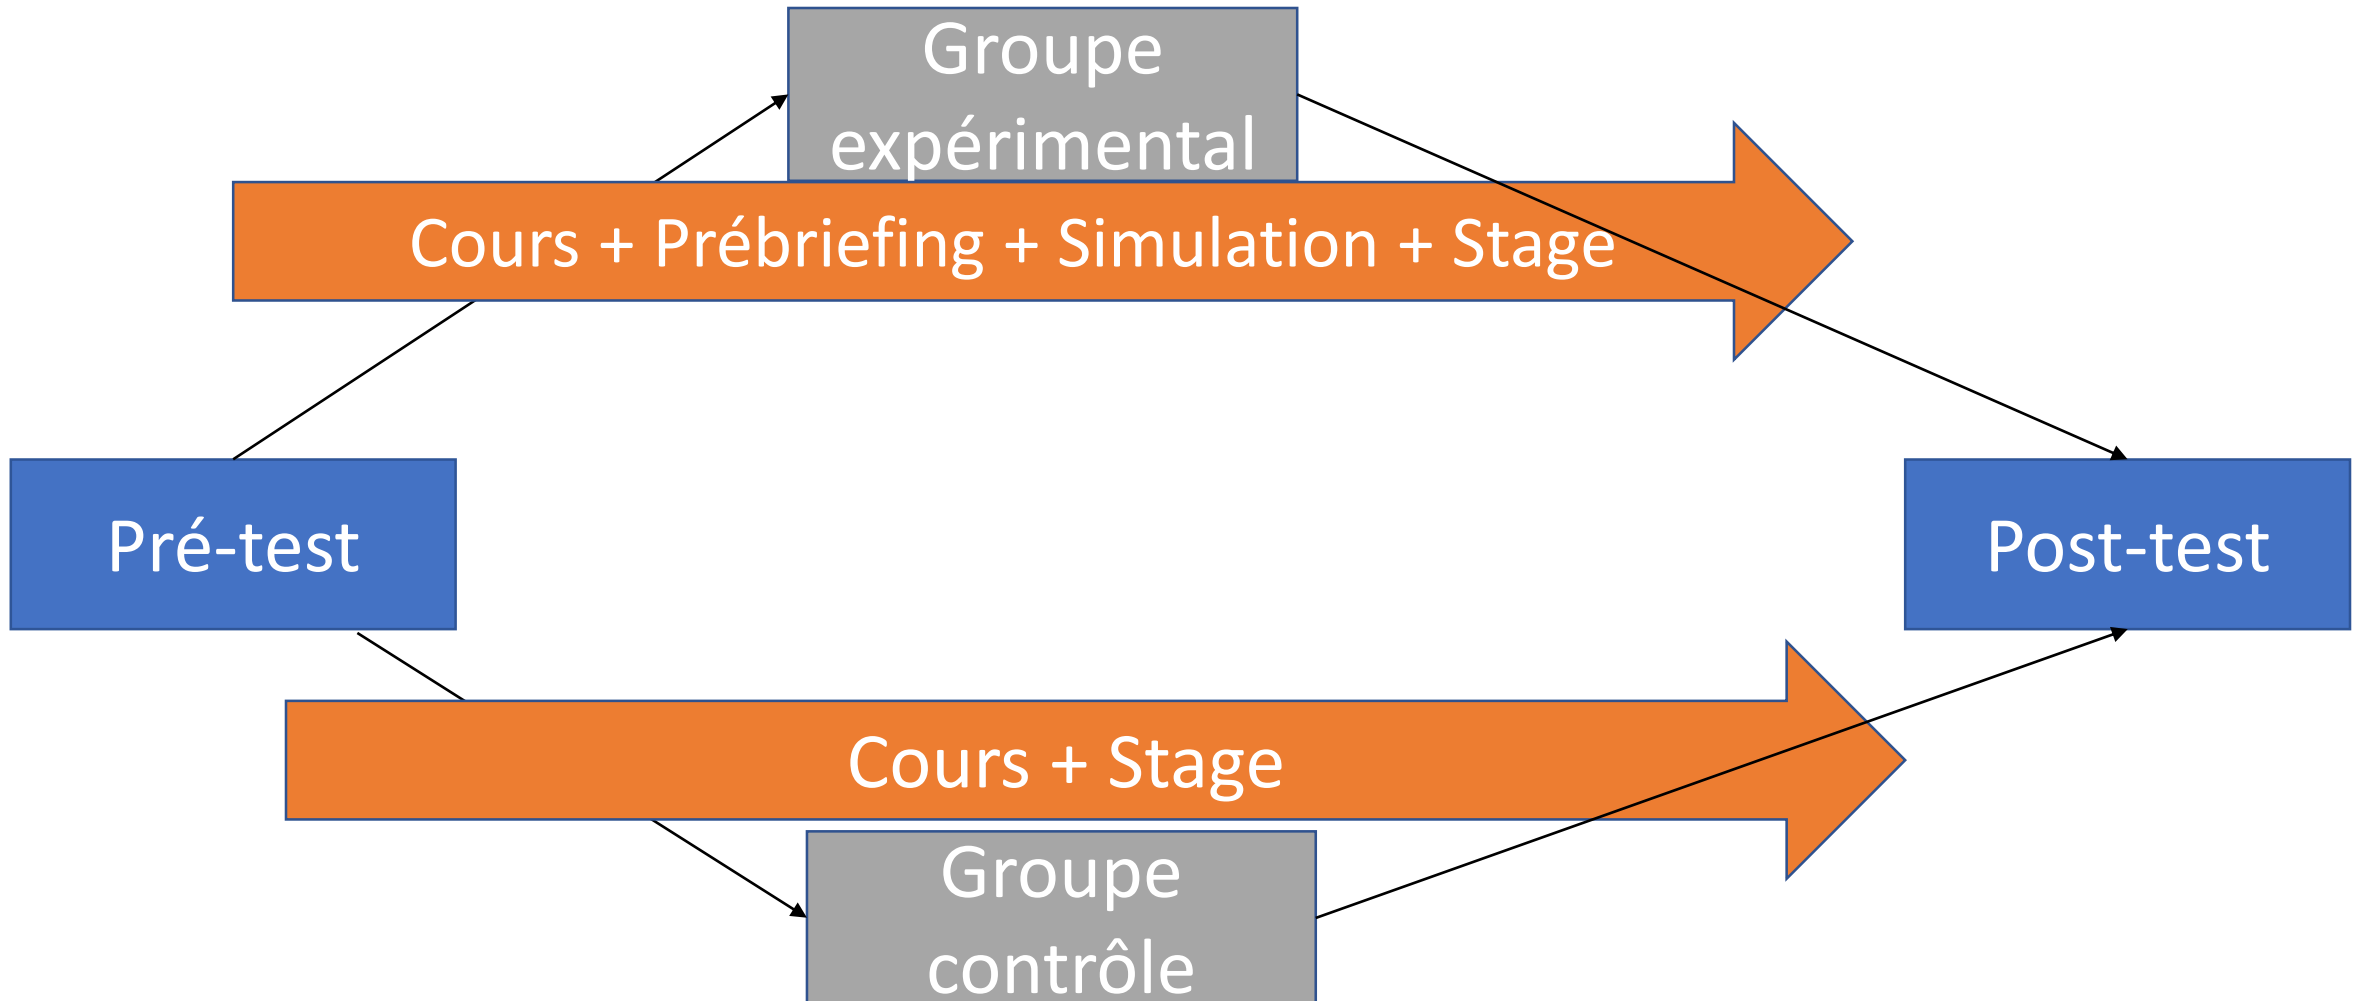 Groupe
expérimental
Cours + Prébriefing + Simulation + Stage
Pré-test
Post-test
Cours + Stage
Groupe
contrôle